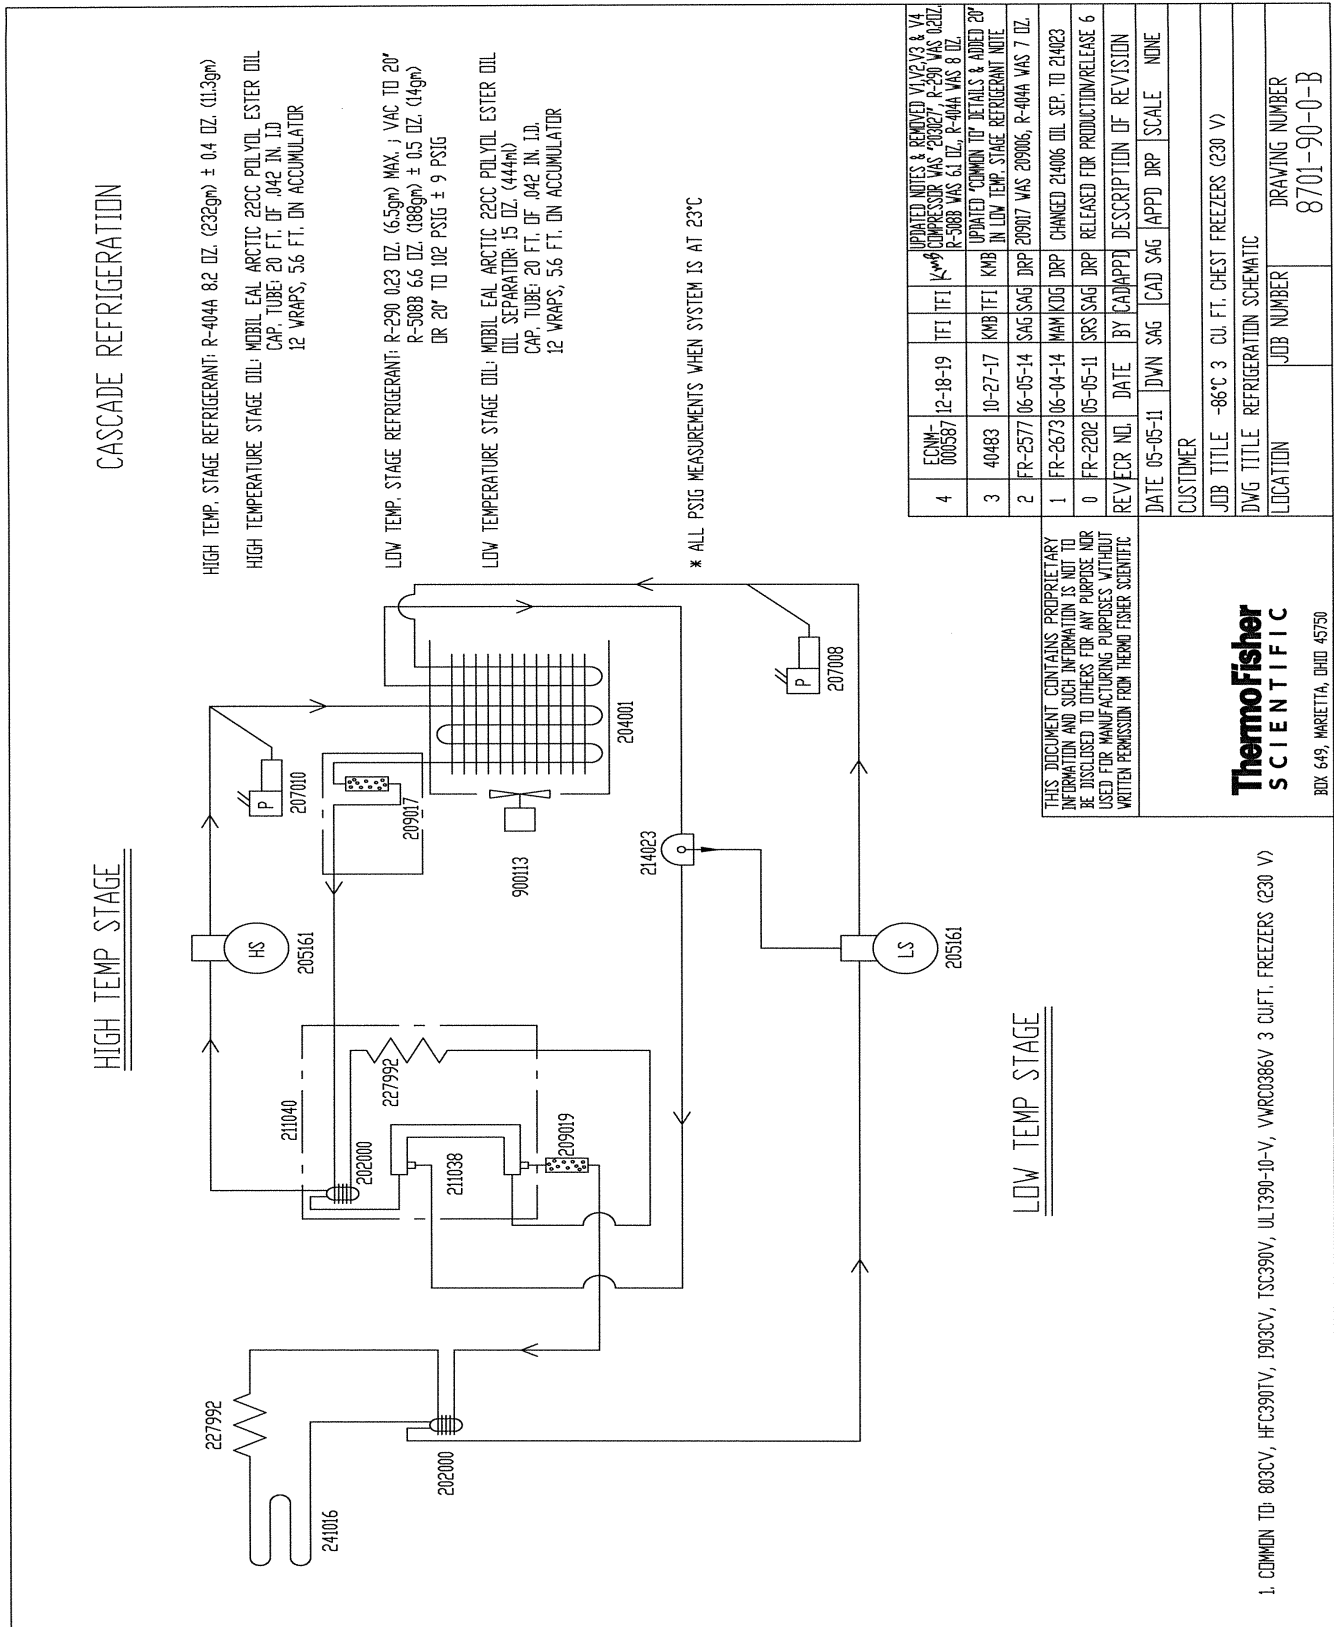 CASCADE REFRIGERATION
HIGH TEMP. STAGE REFRIGERANT: R-404A 8.2 OZ. (232gm) ± 0.4 OZ. (11.3gm)
HIGH TEMPERATURE STAGE OIL: MOBIL EAL ARCTIC 22CC POLYOL ESTER OIL
CAP. TUBE: 20 FT. OF .042 IN. I.D
12 WRAPS, 5.6 FT. ON ACCUMULATOR
LOW TEMP. STAGE REFRIGERANT: R-290 0.23 OZ. (6.5gm) MAX. ; VAC TO 20"
R-508B 6.6 OZ. (188gm) ± 0.5 OZ. (14gm)
OR 20" TO 102 PSIG ± 9 PSIG
LOW TEMPERATURE STAGE OIL: MOBIL EAL ARCTIC 22CC POLYOL ESTER OIL
OIL SEPARATOR: 15 OZ. (444ml)
CAP. TUBE: 20 FT. OF .042 IN. I.D.
12 WRAPS, 5.6 FT. ON ACCUMULATOR
* ALL PSIG MEASUREMENTS WHEN SYSTEM IS AT 23°C
HIGH TEMP STAGE
227992
241016
202000
211040
202000
227992
211038
209019
HS
205161
P
207010
209017
900113
204001
214023
P
207008
LS
205161
LOW TEMP STAGE
1. COMMON TO: 803CV, HFC390TV, I903CV, TSC390V, ULT390-10-V, VWRC0386V 3 CU.FT. FREEZERS (230 V)
THIS DOCUMENT CONTAINS PROPRIETARY
INFORMATION AND SUCH INFORMATION IS NOT TO
BE DISCLOSED TO OTHERS FOR ANY PURPOSE NOR
USED FOR MANUFACTURING PURPOSES WITHOUT
WRITTEN PERMISSION FROM THERMO FISHER SCIENTIFIC
ThermoFisher
SCIENTIFIC
BOX 649, MARIETTA, OHIO 45750
4 ECNM-000587 12-18-19 TFI TFI KMB UPDATED NOTES & REMOVED V1,V2,V3 & V4
COMPRESSOR WAS "203027", R-290 WAS 0.20Z.
R-508B WAS 6.1 OZ., R-404A WAS 8 OZ.
3 40483 10-27-17 KMB TFI KMB UPDATED "COMMON TO" DETAILS & ADDED 20"
IN LOW TEMP. STAGE REFRIGERANT NOTE
2 FR-2577 06-05-14 SAG SAG DRP 209017 WAS 209006, R-404A WAS 7 OZ.
1 FR-2673 06-04-14 MAM KDG DRP CHANGED 214006 OIL SEP. TO 214023
0 FR-2202 05-05-11 SRS SAG DRP RELEASED FOR PRODUCTION/RELEASE 6
REV ECR NO. DATE BY CAD APPD DESCRIPTION OF REVISION
DATE 05-05-11 DWN SAG CAD SAG APPD DRP SCALE NONE
CUSTOMER
JOB TITLE -86°C 3 CU. FT. CHEST FREEZERS (230 V)
DWG TITLE REFRIGERATION SCHEMATIC
LOCATION JOB NUMBER DRAWING NUMBER
8701-90-0-B